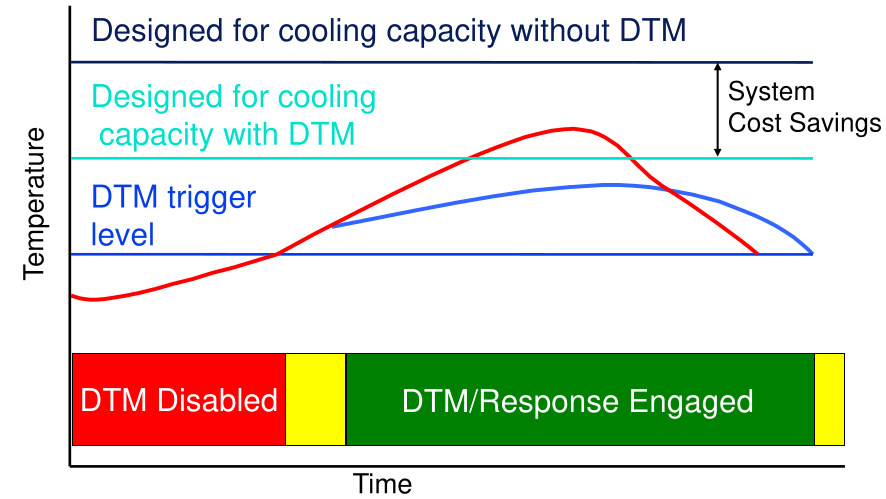 Designed for cooling capacity without DTM
Designed for cooling
capacity with DTM
System
Cost Savings
DTM trigger
level
Temperature
DTM Disabled
DTM/Response Engaged
Time